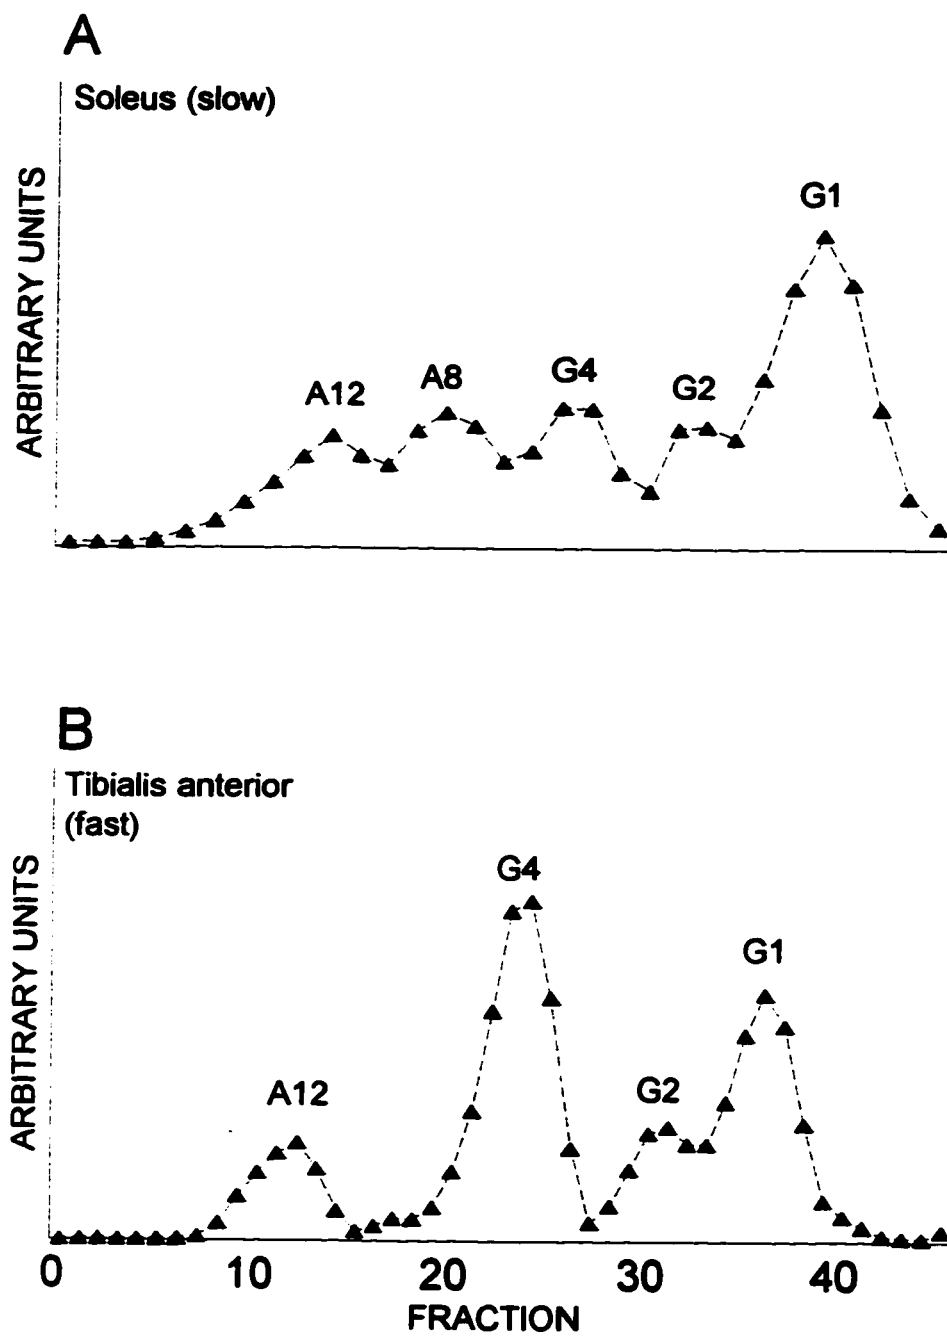 A
Soleus (slow)
ARBITRARY UNITS
A12
A8
G4
G2
G1
B
Tibialis anterior
(fast)
ARBITRARY UNITS
A12
G4
G2
G1
0 10 20 30 40
FRACTION